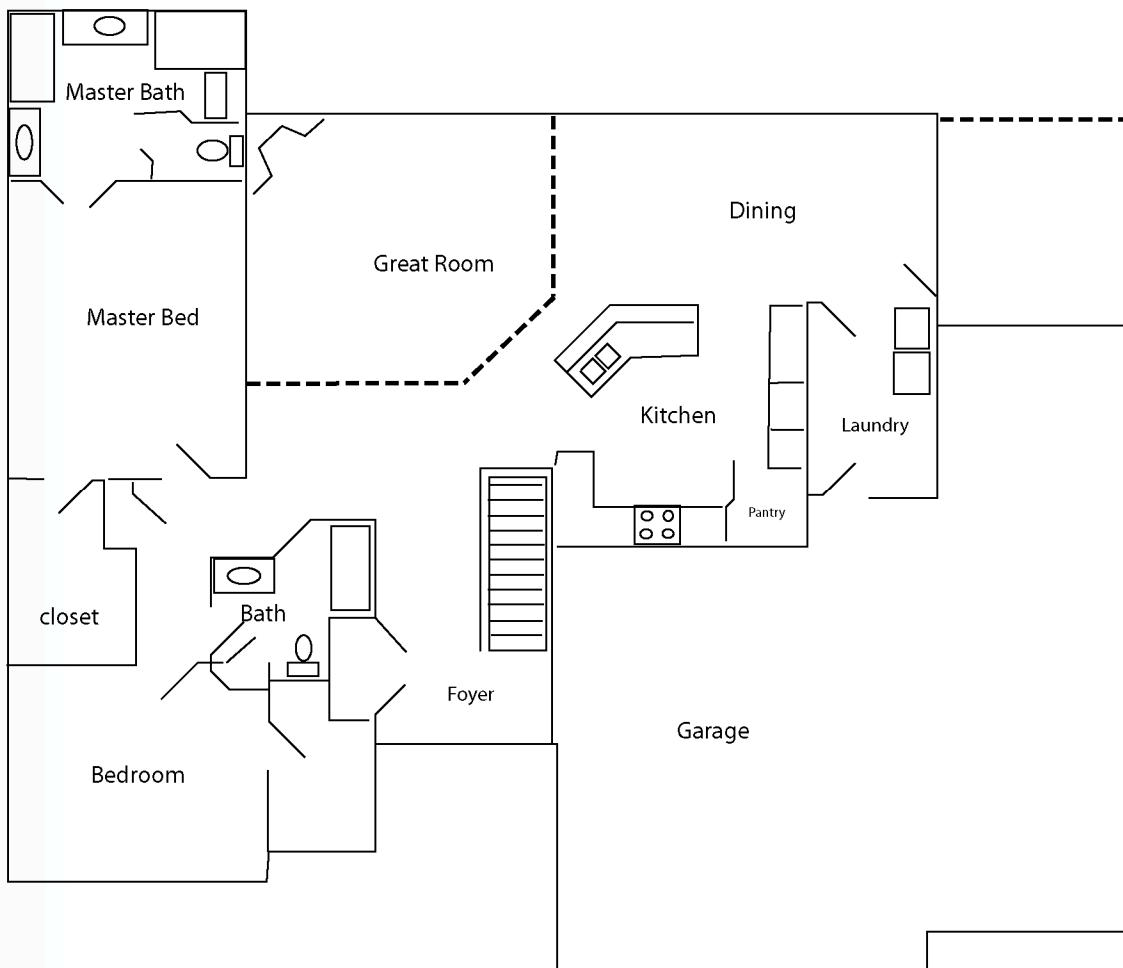 Master Bath
Dining
Great Room
Master Bed
Kitchen
Laundry
Pantry
closet
Bath
Foyer
Garage
Bedroom